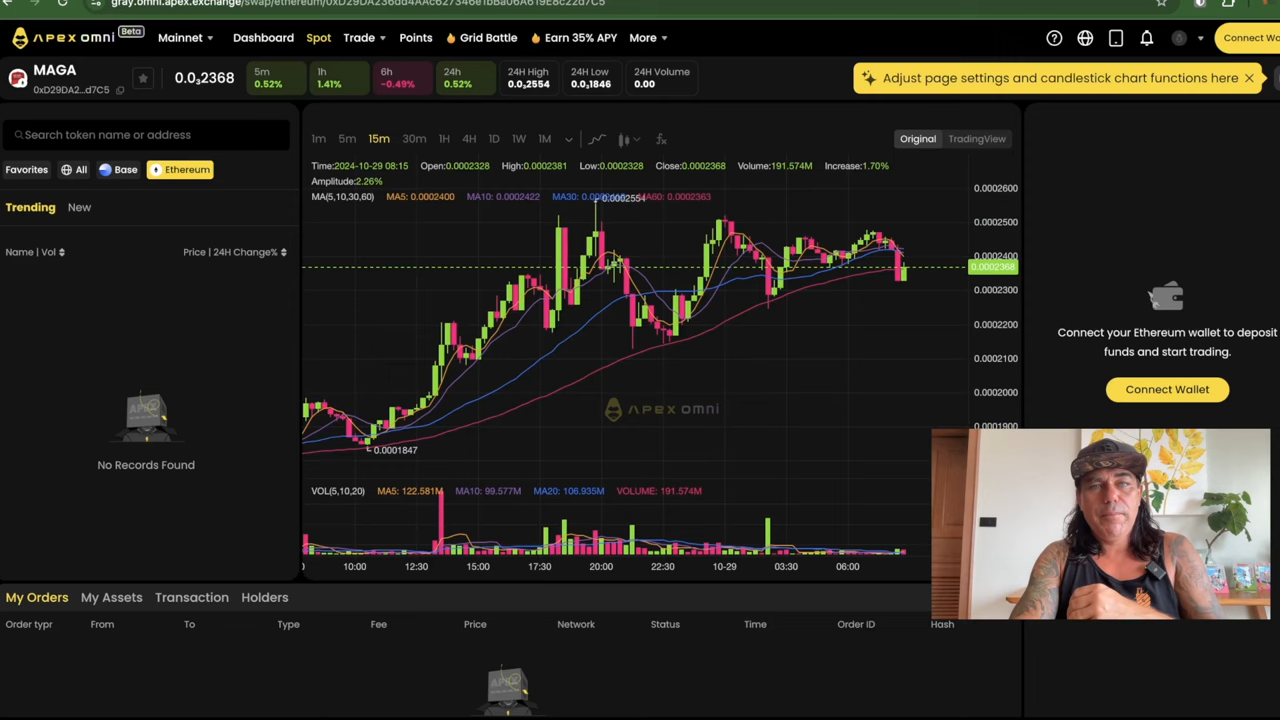 gray.omni.apex.exchange/swap/ethereum/0xD29DA236dd4AAc627346e1bBa06A619E8c22d7C5
APEX omni Beta Mainnet Dashboard Spot Trade Points Grid Battle Earn 35% APY More Connect Wa
MAGA
0xD29DA2...d7C5
0.0₃2368
5m 1h 6h 24h 24H High 24H Low 24H Volume
0.52% 1.41% -0.49% 0.52% 0.0₃2554 0.0₃1846 0.00
Adjust page settings and candlestick chart functions here
Search token name or address
1m 5m 15m 30m 1H 4H 1D 1W 1M
Original TradingView
Favorites All Base Ethereum
Time:2024-10-29 08:15 Open:0.0002328 High:0.0002381 Low:0.0002328 Close:0.0002368 Volume:191.574M Increase:1.70%
Amplitude:2.26%
MA(5,10,30,60) MA5: 0.0002400 MA10: 0.0002422 MA30: MA60: 0.0002363
0.0002554
Trending New
Name | Vol Price | 24H Change%
0.0002600
0.0002500
0.0002400
0.0002368
0.0002300
0.0002200
0.0002100
0.0002000
0.0001900
0.0001847
APEX omni
Connect your Ethereum wallet to deposit
funds and start trading.
Connect Wallet
No Records Found
VOL(5,10,20) MA5: 122.581M MA10: 99.577M MA20: 106.935M VOLUME: 191.574M
10:00 12:30 15:00 17:30 20:00 22:30 10-29 03:30 06:00
My Orders My Assets Transaction Holders
Order typr From To Type Fee Price Network Status Time Order ID Hash